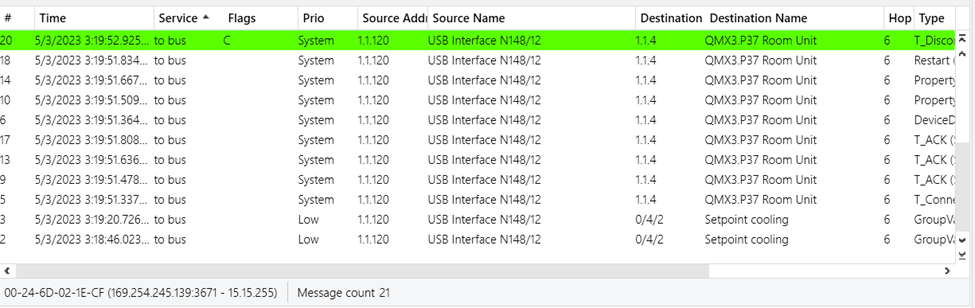 # Time Service Flags Prio Source Addr Source Name Destination Destination Name Hop Type
20 5/3/2023 3:19:52.925... to bus C System 1.1.120 USB Interface N148/12 1.1.4 QMX3.P37 Room Unit 6 T_Disco
18 5/3/2023 3:19:51.834... to bus System 1.1.120 USB Interface N148/12 1.1.4 QMX3.P37 Room Unit 6 Restart (
14 5/3/2023 3:19:51.667... to bus System 1.1.120 USB Interface N148/12 1.1.4 QMX3.P37 Room Unit 6 Property
10 5/3/2023 3:19:51.509... to bus System 1.1.120 USB Interface N148/12 1.1.4 QMX3.P37 Room Unit 6 Property
6 5/3/2023 3:19:51.364... to bus System 1.1.120 USB Interface N148/12 1.1.4 QMX3.P37 Room Unit 6 DeviceD
17 5/3/2023 3:19:51.808... to bus System 1.1.120 USB Interface N148/12 1.1.4 QMX3.P37 Room Unit 6 T_ACK (
13 5/3/2023 3:19:51.636... to bus System 1.1.120 USB Interface N148/12 1.1.4 QMX3.P37 Room Unit 6 T_ACK (
9 5/3/2023 3:19:51.478... to bus System 1.1.120 USB Interface N148/12 1.1.4 QMX3.P37 Room Unit 6 T_ACK (
5 5/3/2023 3:19:51.337... to bus System 1.1.120 USB Interface N148/12 1.1.4 QMX3.P37 Room Unit 6 T_Conne
3 5/3/2023 3:19:20.726... to bus Low 1.1.120 USB Interface N148/12 0/4/2 Setpoint cooling 6 GroupVa
2 5/3/2023 3:18:46.023... to bus Low 1.1.120 USB Interface N148/12 0/4/2 Setpoint cooling 6 GroupVa
00-24-6D-02-1E-CF (169.254.245.139:3671 - 15.15.255) Message count 21